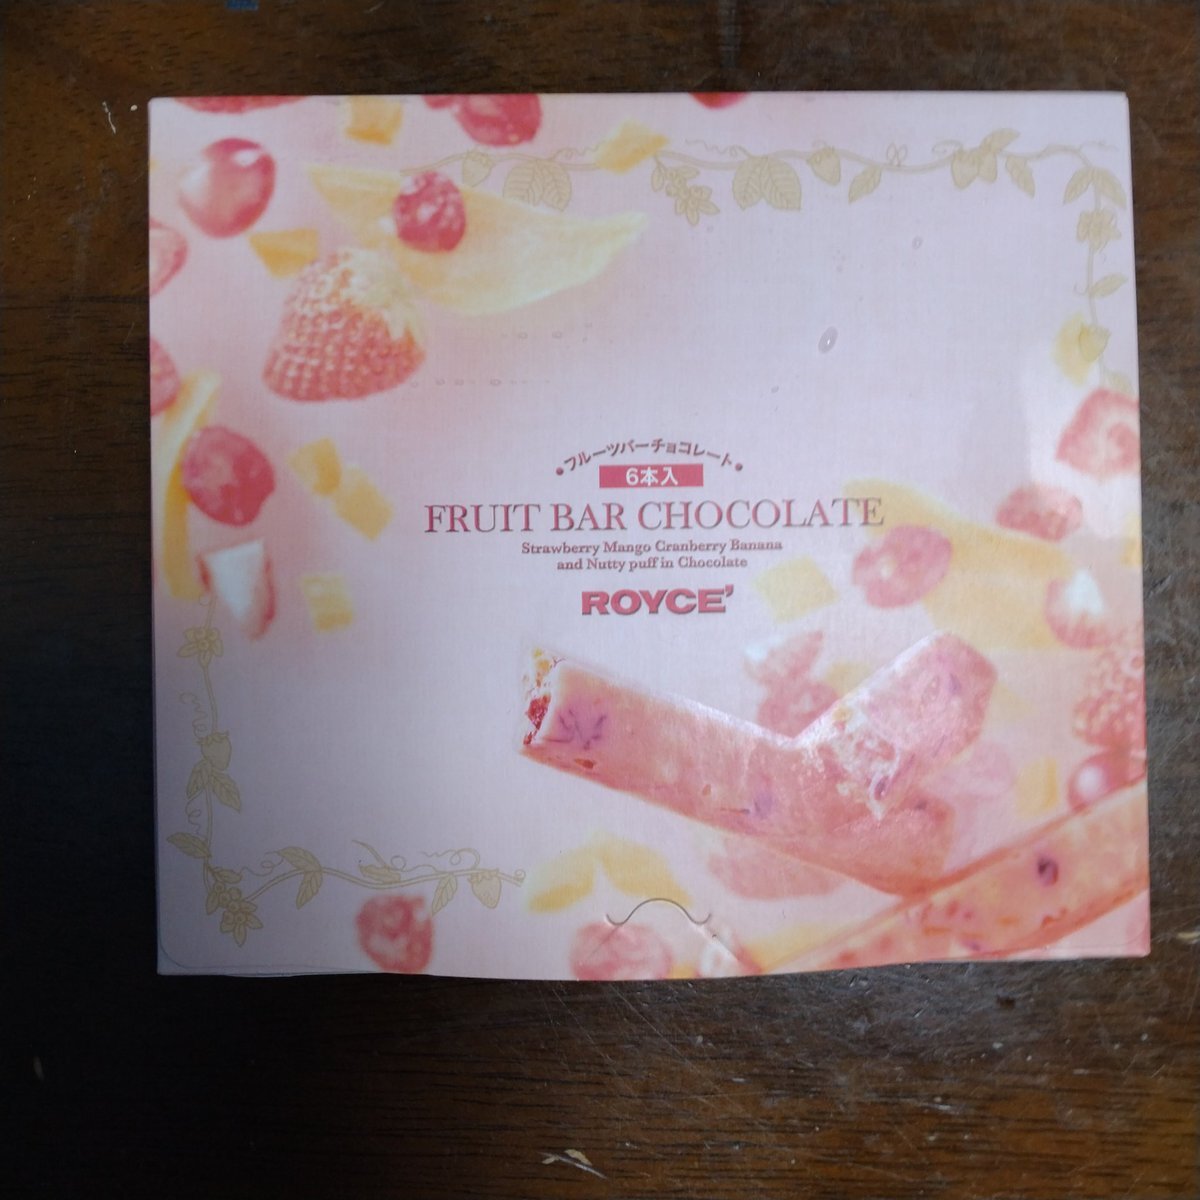 フルーツバーチョコレート
6本入
FRUIT BAR CHOCOLATE
Strawberry Mango Cranberry Banana
and Nutty puff in Chocolate
ROYCE'